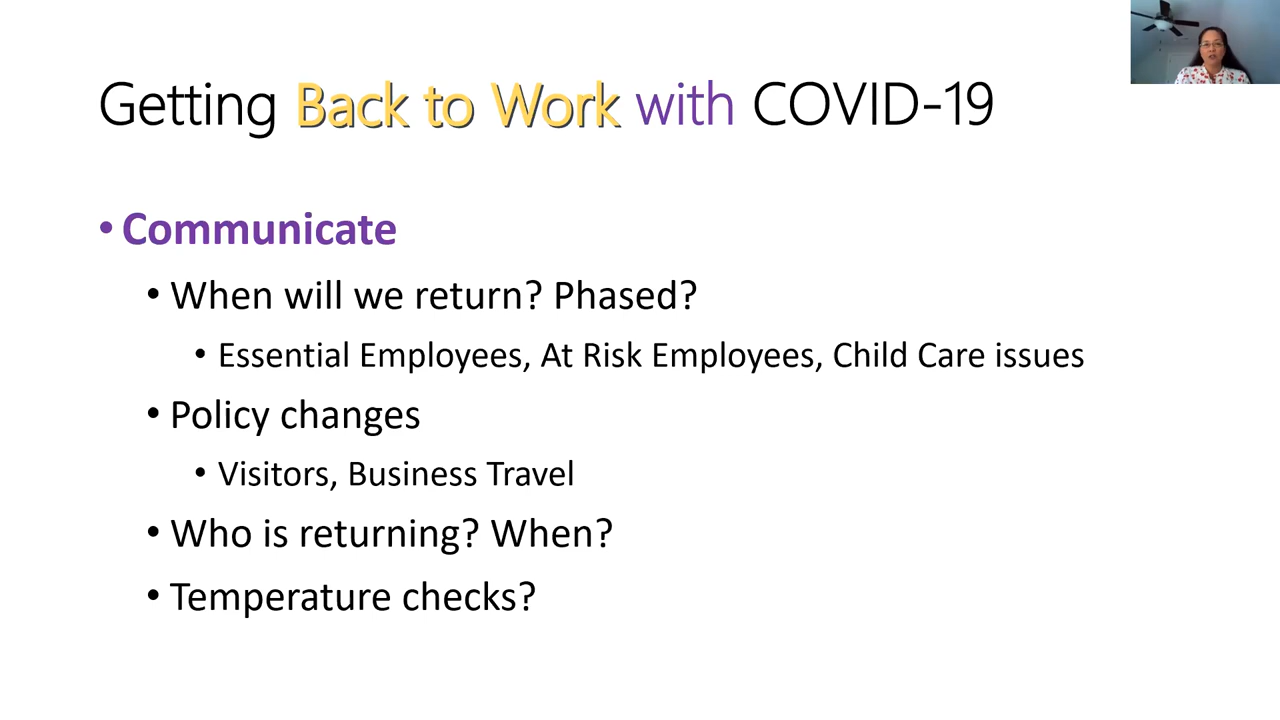 Getting Back to Work with COVID-19
• Communicate
• When will we return? Phased?
• Essential Employees, At Risk Employees, Child Care issues
• Policy changes
• Visitors, Business Travel
• Who is returning? When?
• Temperature checks?